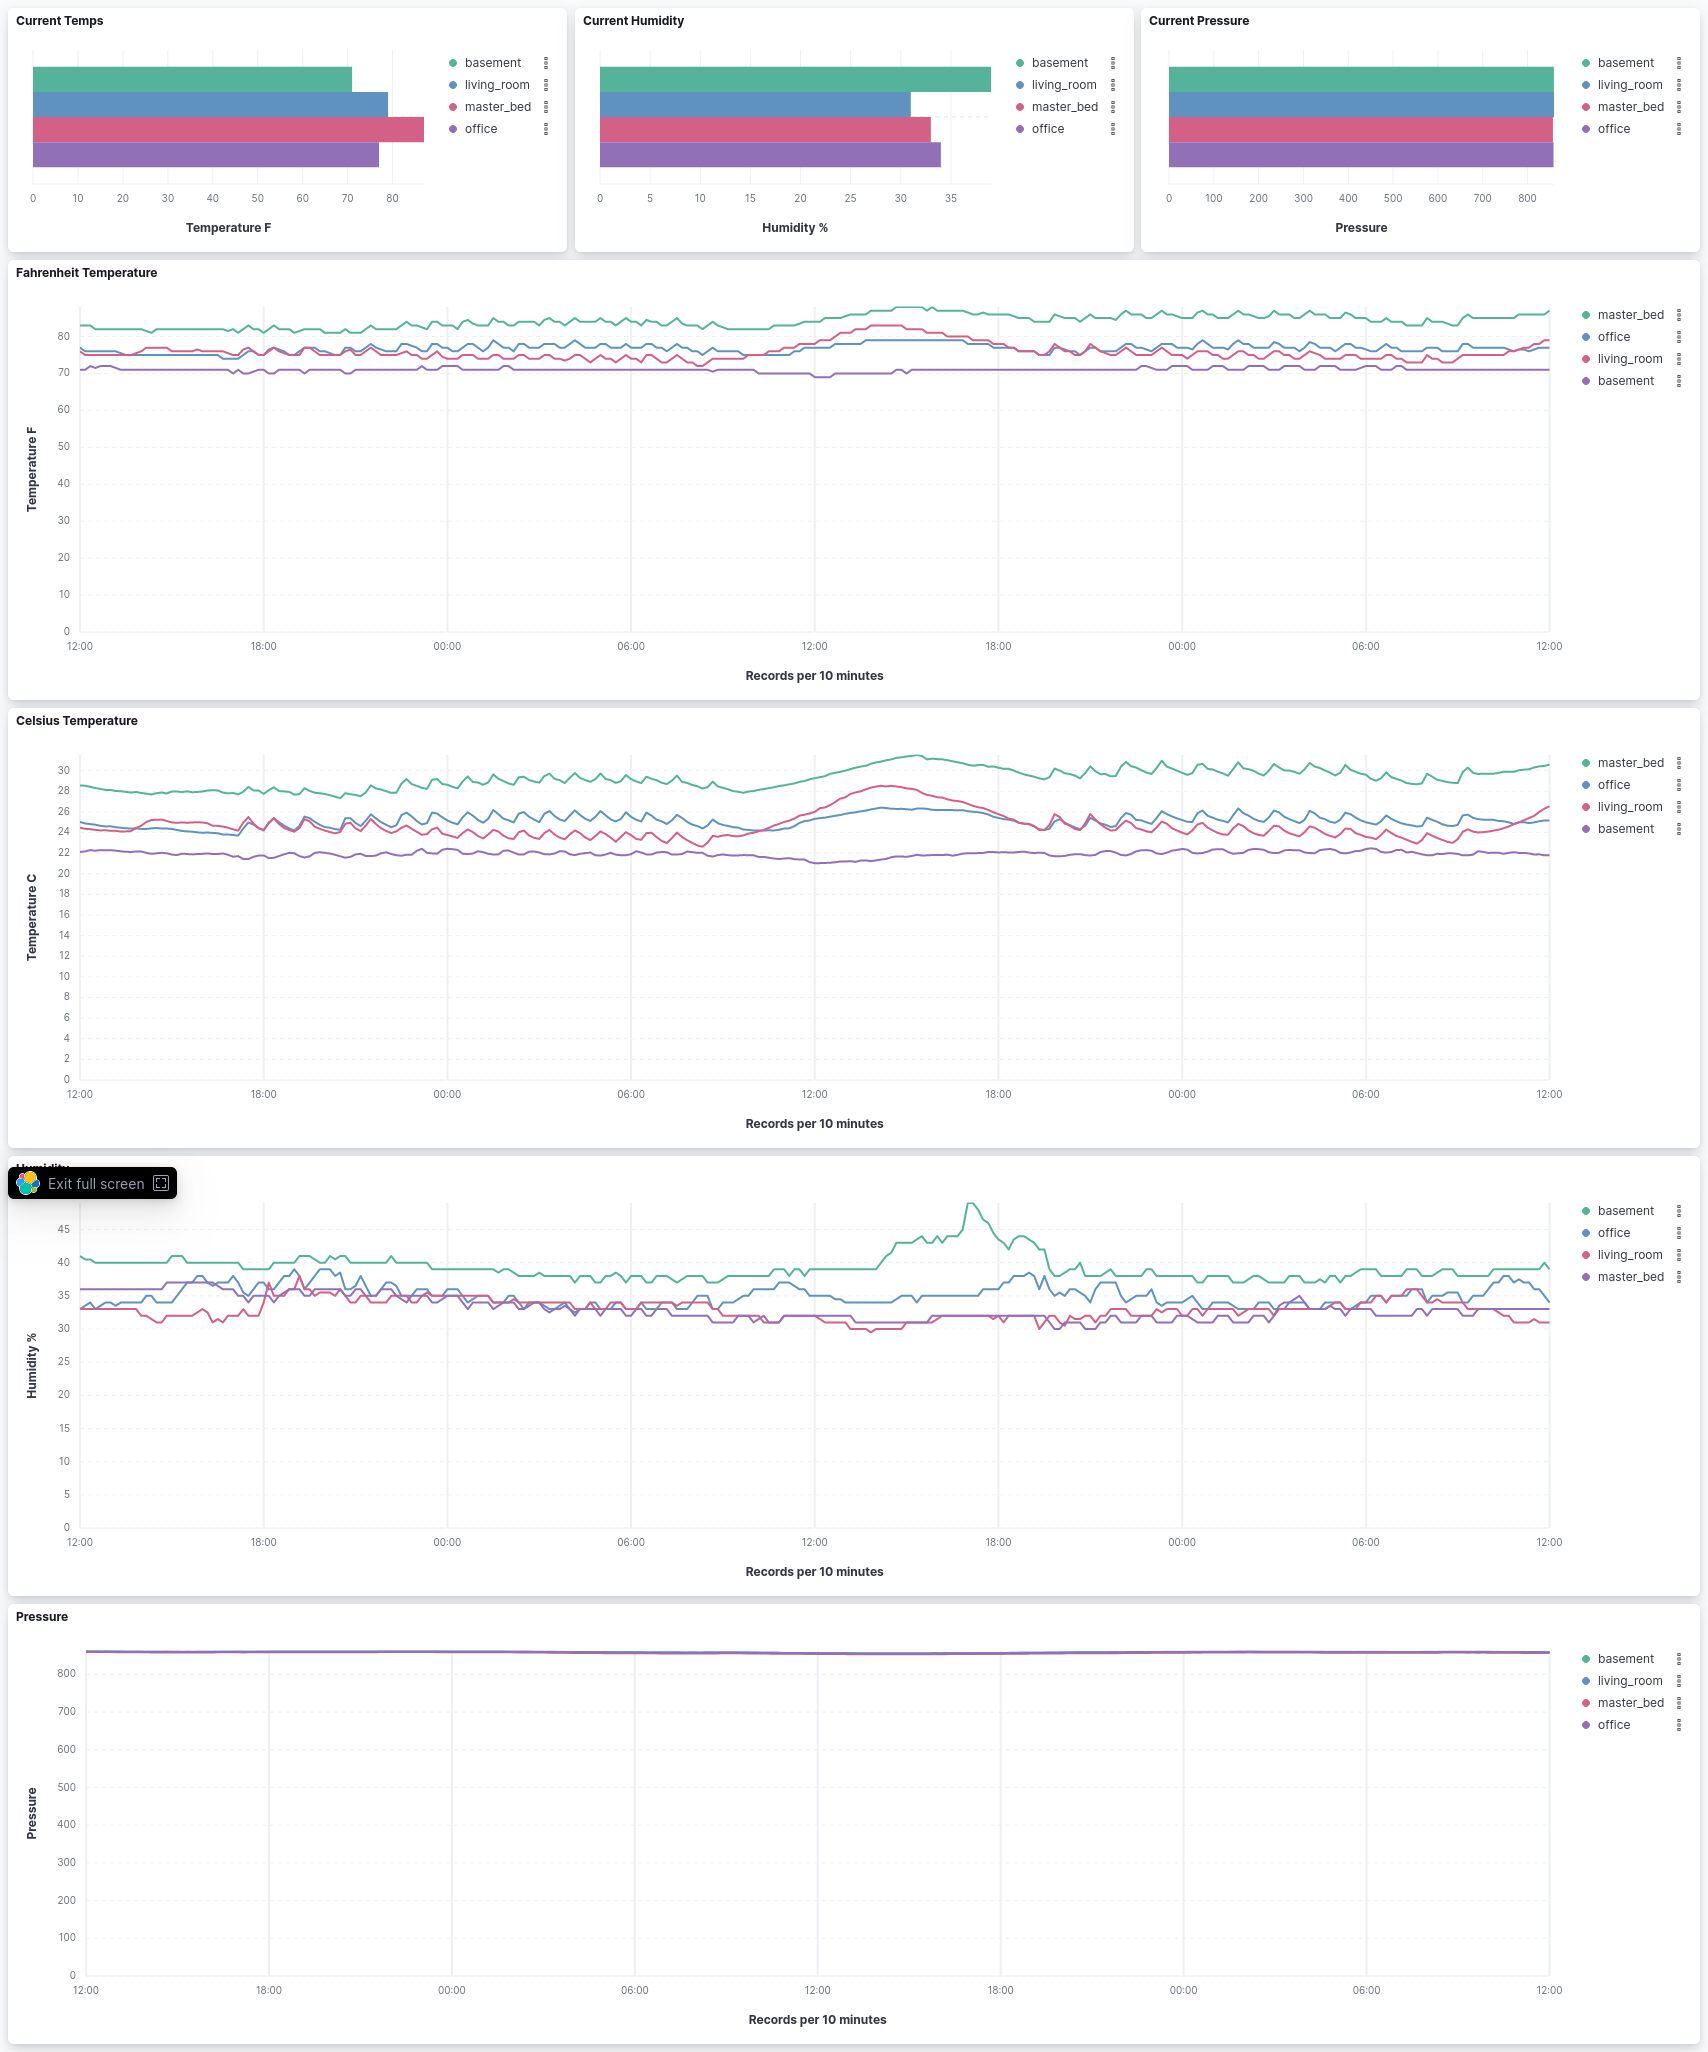 Current Temps
basement
living_room
master_bed
office
0 10 20 30 40 50 60 70 80
Temperature F
Current Humidity
basement
living_room
master_bed
office
0 5 10 15 20 25 30 35
Humidity %
Current Pressure
basement
living_room
master_bed
office
0 100 200 300 400 500 600 700 800
Pressure
Fahrenheit Temperature
80
70
60
50
40
30
20
10
0
Temperature F
12:00 18:00 00:00 06:00 12:00 18:00 00:00 06:00 12:00
Records per 10 minutes
master_bed
office
living_room
basement
Celsius Temperature
30
28
26
24
22
20
18
16
14
12
10
8
6
4
2
0
Temperature C
12:00 18:00 00:00 06:00 12:00 18:00 00:00 06:00 12:00
Records per 10 minutes
master_bed
office
living_room
basement
Humidity
Exit full screen
45
40
35
30
25
20
15
10
5
0
Humidity %
12:00 18:00 00:00 06:00 12:00 18:00 00:00 06:00 12:00
Records per 10 minutes
basement
office
living_room
master_bed
Pressure
800
700
600
500
400
300
200
100
0
Pressure
12:00 18:00 00:00 06:00 12:00 18:00 00:00 06:00 12:00
Records per 10 minutes
basement
living_room
master_bed
office